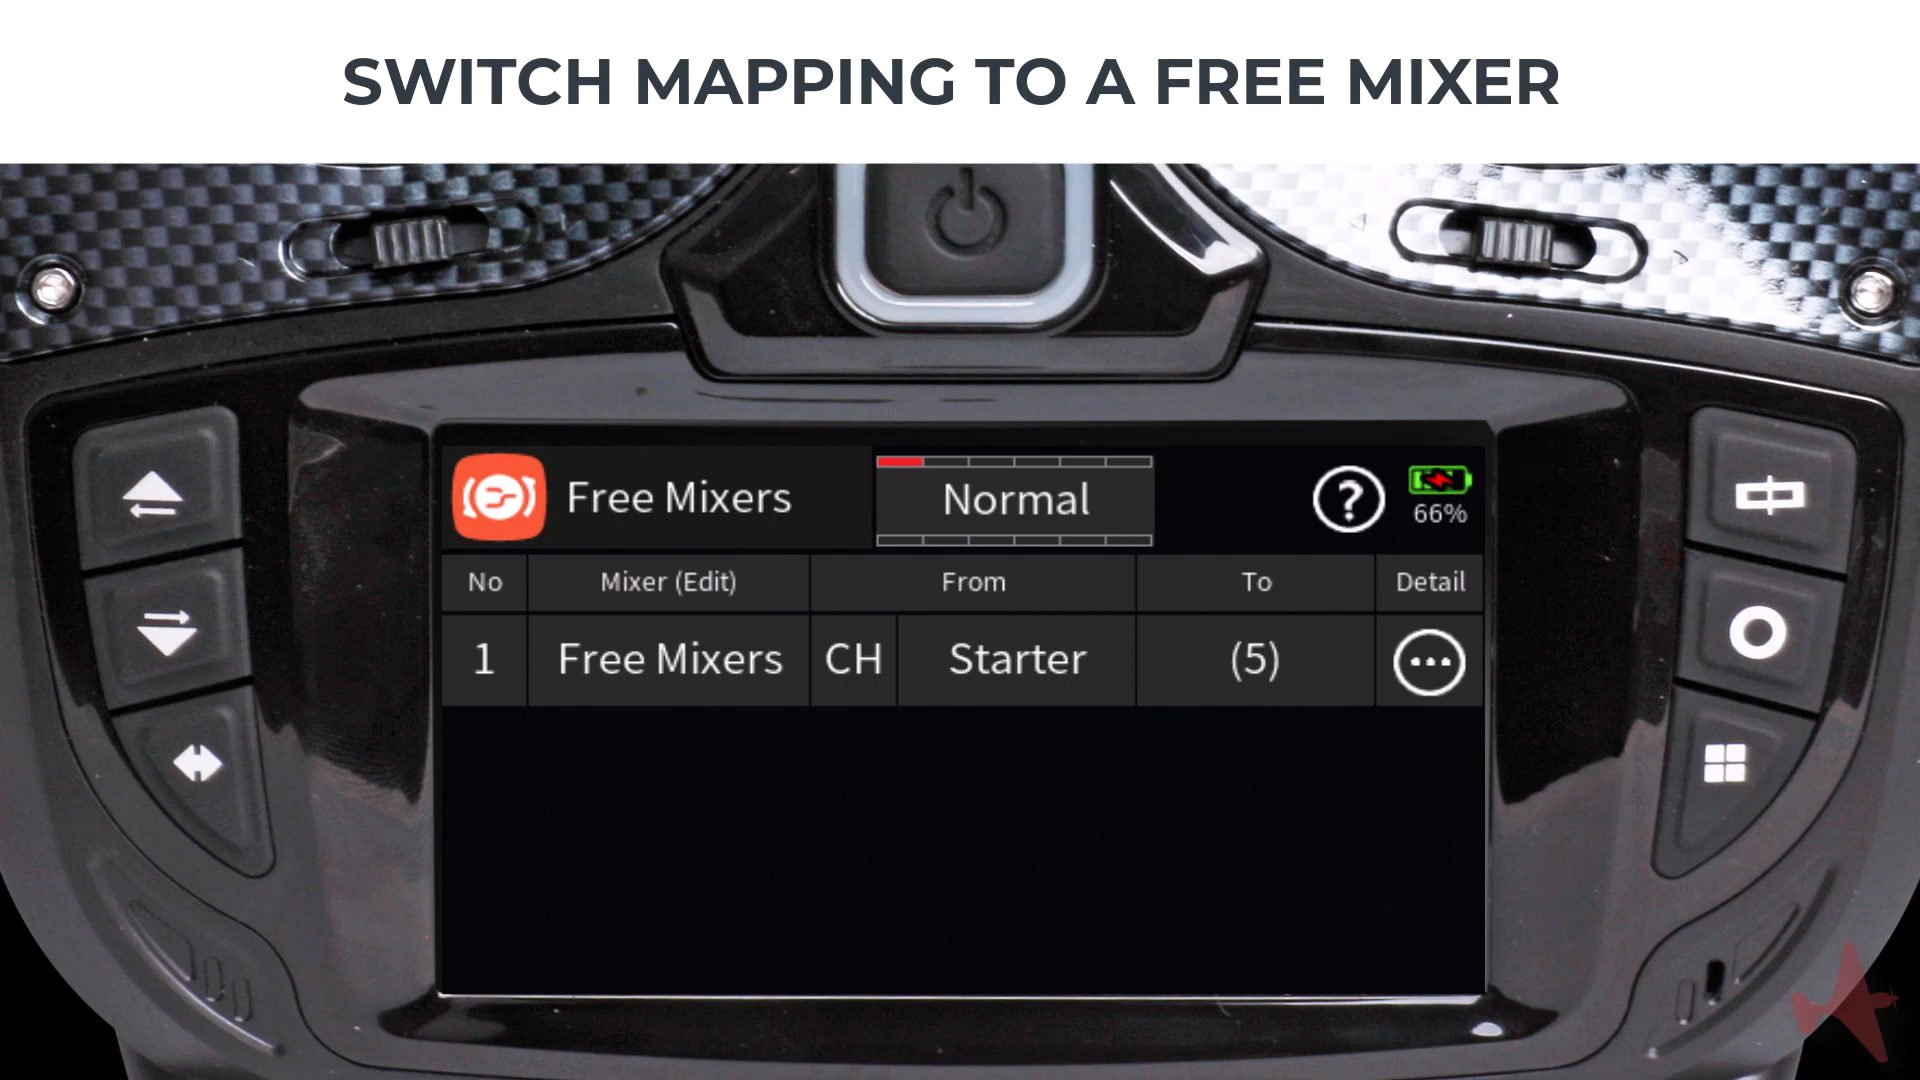 SWITCH MAPPING TO A FREE MIXER
Free Mixers
Normal
?
66%
No Mixer (Edit) From To Detail
1 Free Mixers CH Starter (5)